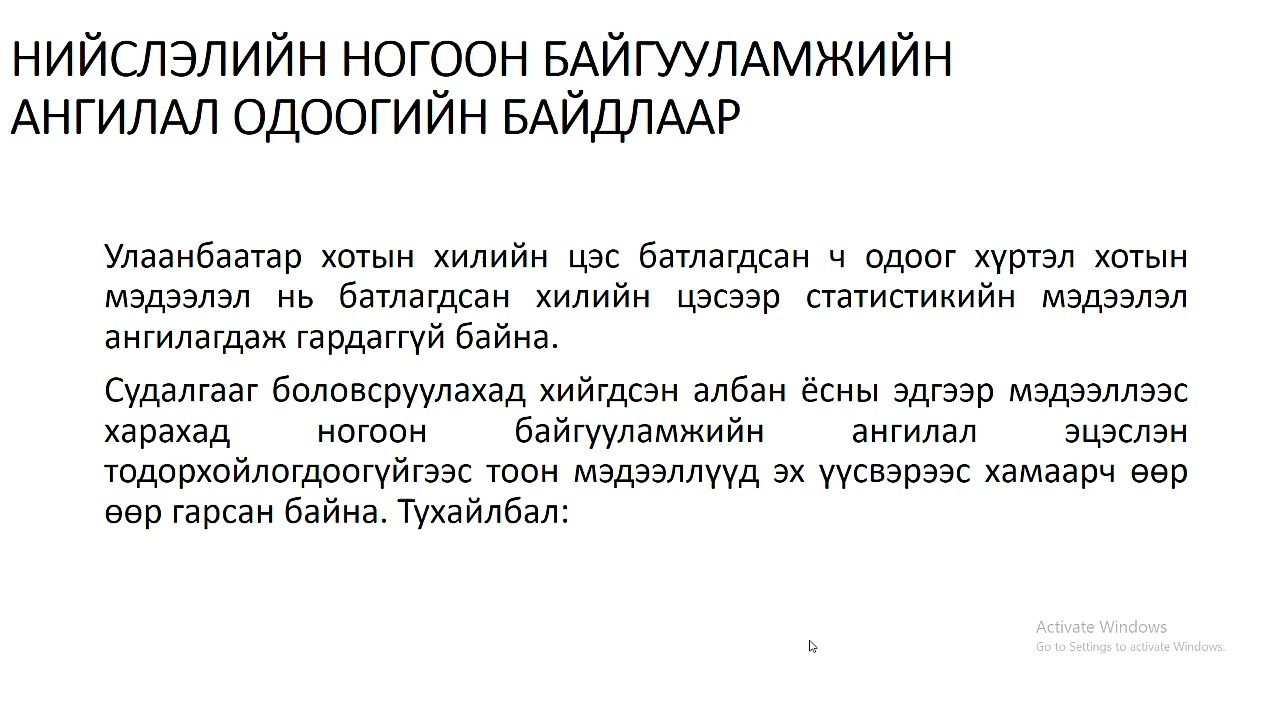 НИЙСЛЭЛИЙН НОГООН БАЙГУУЛАМЖИЙН
АНГИЛАЛ ОДООГИЙН БАЙДЛААР
Улаанбаатар хотын хилийн цэс батлагдсан ч одоог хүртэл хотын
мэдээлэл нь батлагдсан хилийн цэсээр статистикийн мэдээлэл
ангилагдаж гардаггүй байна.
Судалгааг боловсруулахад хийгдсэн албан ёсны эдгээр мэдээллээс
харахад ногоон байгууламжийн ангилал эцэслэн
тодорхойлогдоогүйгээс тоон мэдээллүүд эх үүсвэрээс хамаарч өөр
өөр гарсан байна. Тухайлбал:
Activate Windows
Go to Settings to activate Windows.